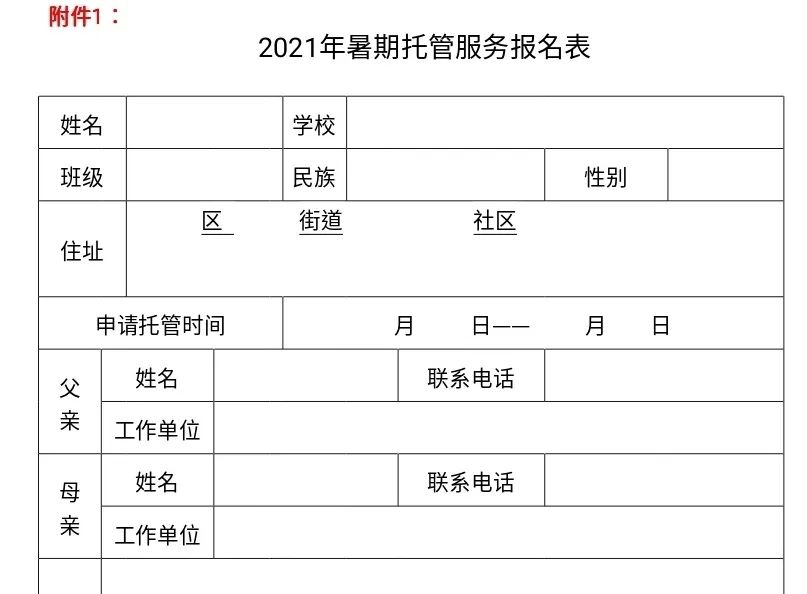 附件1：
2021年暑期托管服务报名表
姓名 学校
班级 民族 性别
区 街道 社区
住址
申请托管时间 月 日—— 月 日
父亲 姓名 联系电话
工作单位
母亲 姓名 联系电话
工作单位